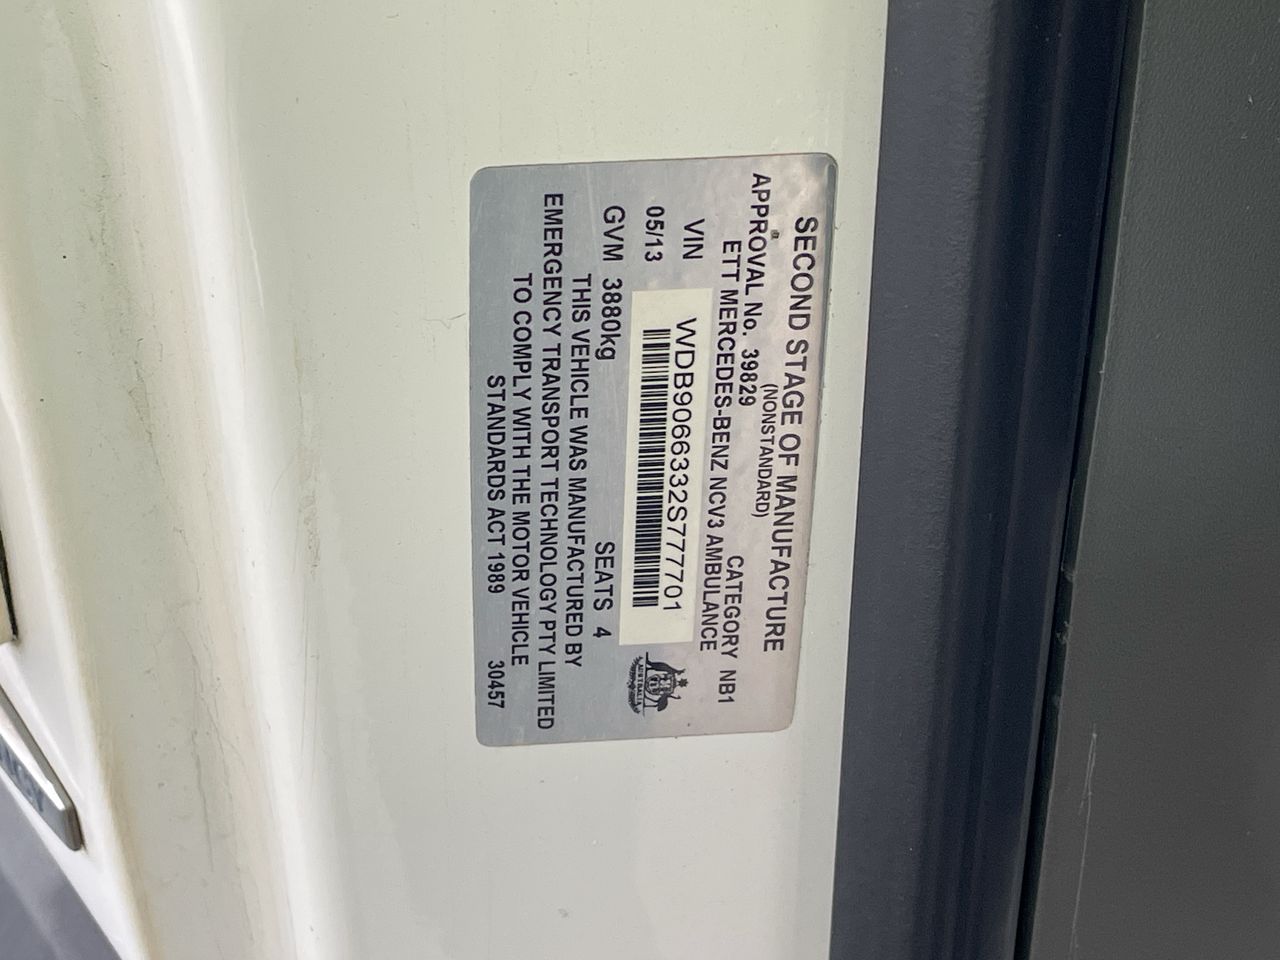 SECOND STAGE OF MANUFACTURE
(NONSTANDARD)
APPROVAL No. 39829 CATEGORY NB1
ETT MERCEDES-BENZ NCV3 AMBULANCE
VIN WDB9066332S777701
05/13
AUSTRALIA
GVM 3880kg SEATS 4
THIS VEHICLE WAS MANUFACTURED BY
EMERGENCY TRANSPORT TECHNOLOGY PTY LIMITED
TO COMPLY WITH THE MOTOR VEHICLE
STANDARDS ACT 1989 30457